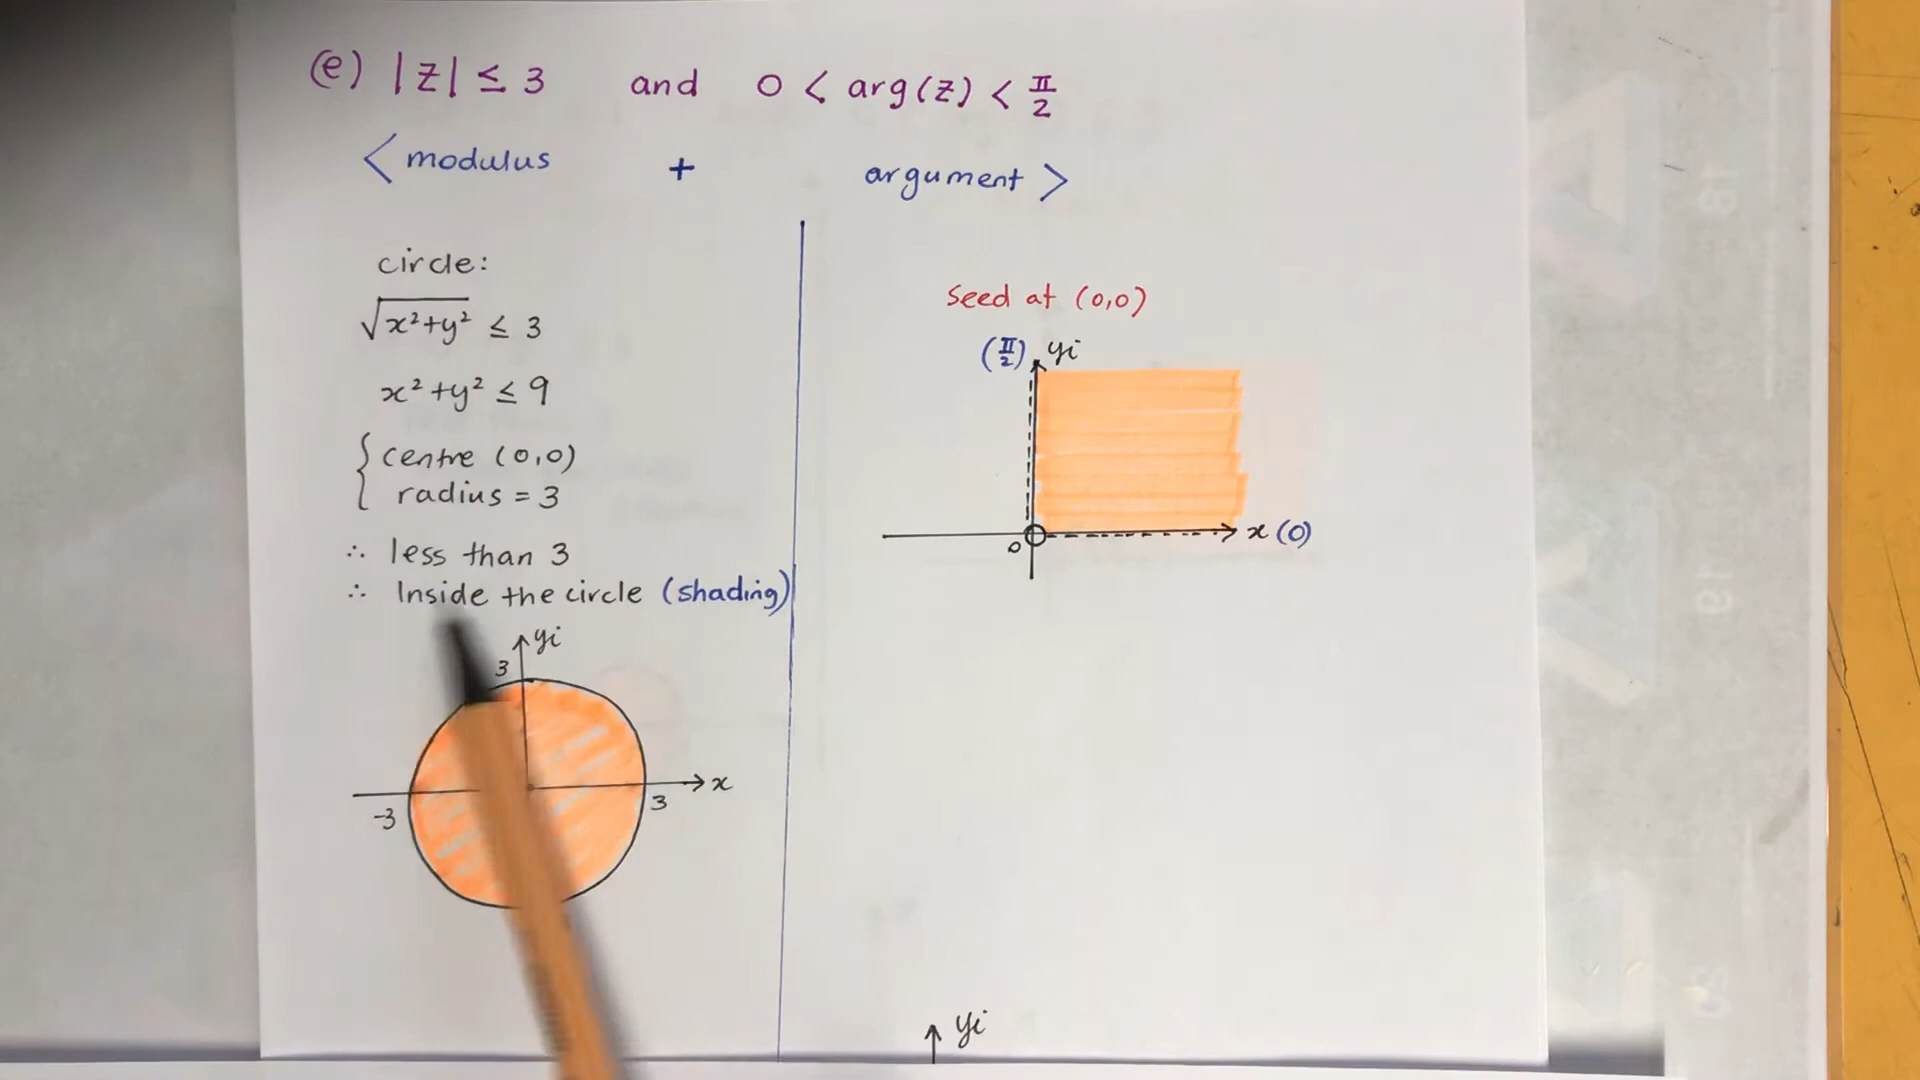 (e) |z| ≤ 3 and 0 < arg(z) < π/2
< modulus + argument >
circle:
√x²+y² ≤ 3
x²+y² ≤ 9
{ centre (0,0)
radius = 3
∴ less than 3
∴ Inside the circle (shading)
yi
3
x
-3
3
Seed at (0,0)
(π/2) yi
x (0)
0
yi